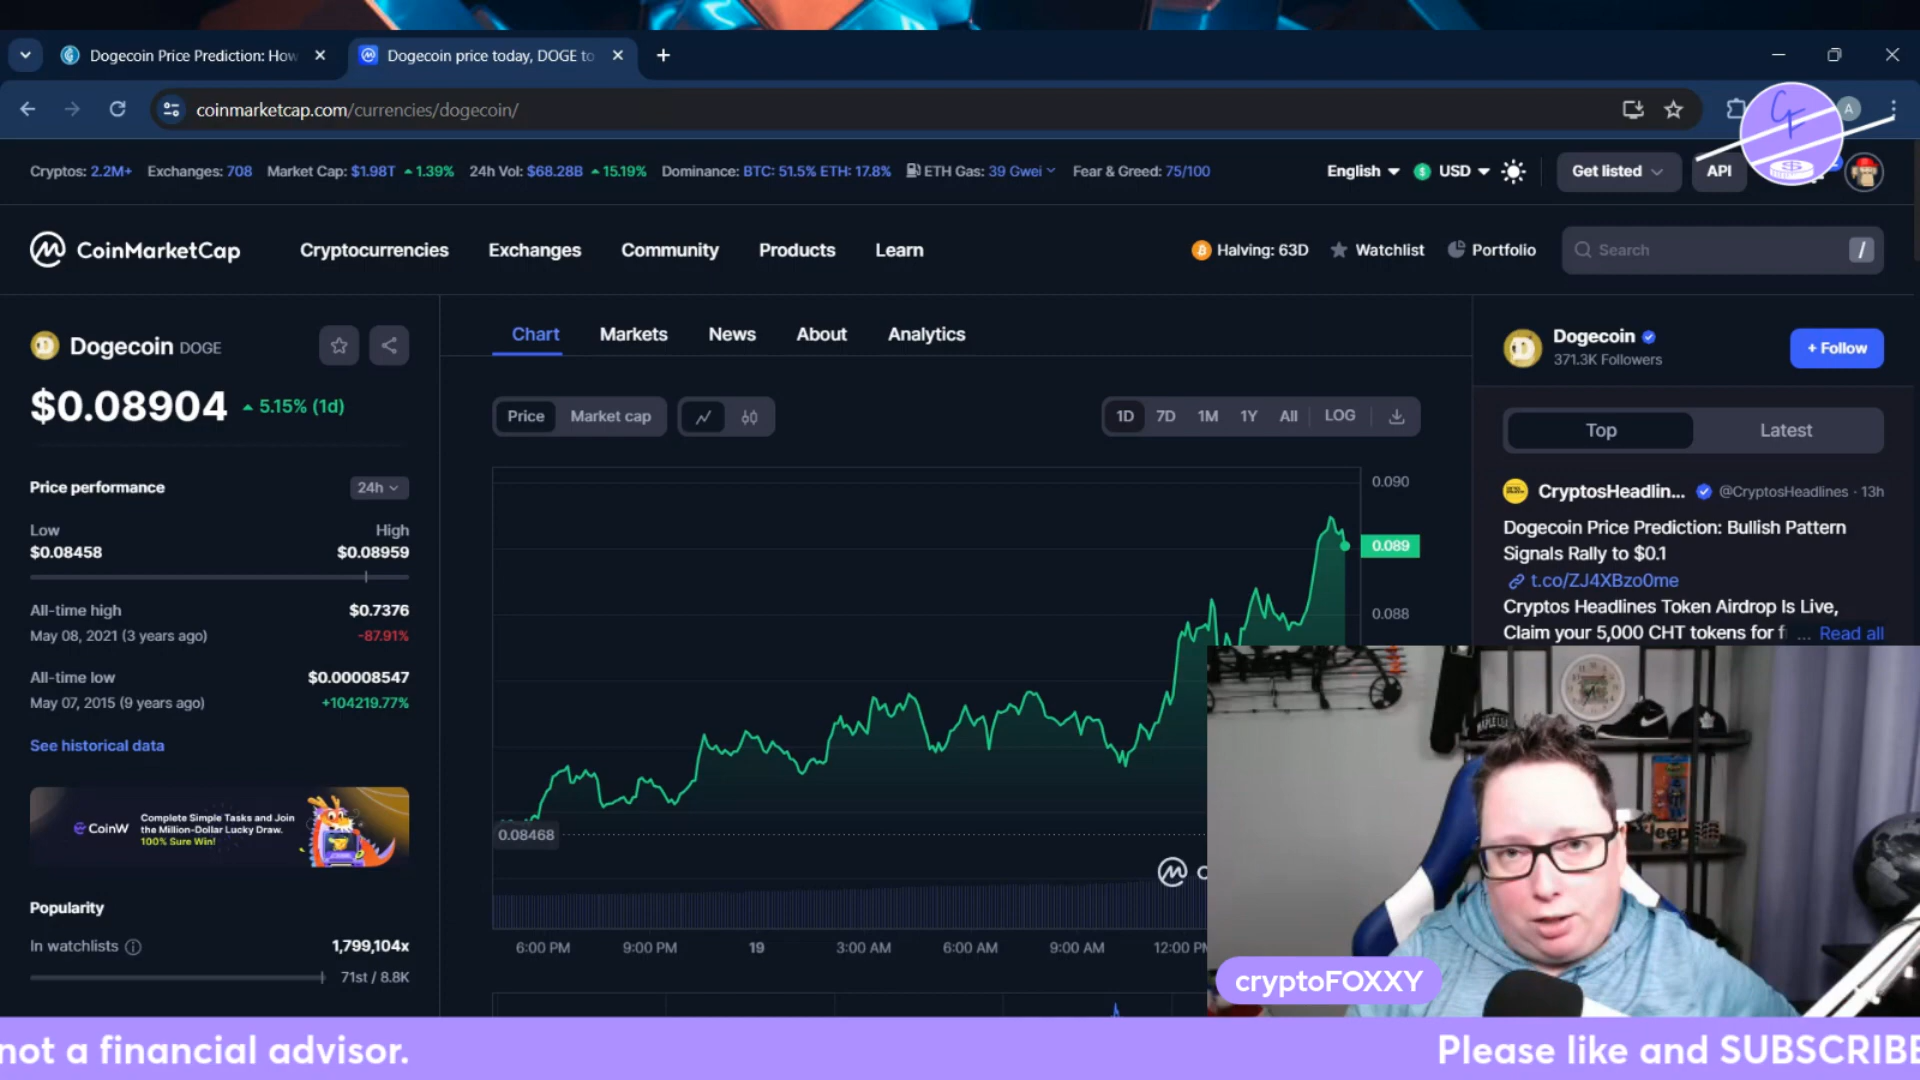 Dogecoin Price Prediction: How
Dogecoin price today, DOGE to
coinmarketcap.com/currencies/dogecoin/
A
Cryptos: 2.2M+ Exchanges: 708 Market Cap: $1.98T 1.39% 24h Vol: $68.28B 15.19% Dominance: BTC: 51.5% ETH: 17.8% ETH Gas: 39 Gwei Fear & Greed: 75/100
English USD Get listed API
CoinMarketCap
Cryptocurrencies Exchanges Community Products Learn
Halving: 63D Watchlist Portfolio Search /
Dogecoin DOGE
$0.08904 5.15% (1d)
Price performance 24h
Low High
$0.08458 $0.08959
All-time high $0.7376
May 08, 2021 (3 years ago) -87.91%
All-time low $0.00008547
May 07, 2015 (9 years ago) +104219.77%
See historical data
CoinW
Complete Simple Tasks and Join
the Million-Dollar Lucky Draw.
100% Sure Win!
Popularity
In watchlists 1,799,104x
71st / 8.8K
Chart Markets News About Analytics
Price Market cap
1D 7D 1M 1Y All LOG
0.090
0.089
0.088
0.08468
6:00 PM 9:00 PM 19 3:00 AM 6:00 AM 9:00 AM 12:00 PM
Dogecoin
371.3K Followers
+ Follow
Top Latest
CryptosHeadlin... @CryptosHeadlines · 13h
Dogecoin Price Prediction: Bullish Pattern
Signals Rally to $0.1
t.co/ZJ4XBzo0me
Cryptos Headlines Token Airdrop Is Live,
Claim your 5,000 CHT tokens for f ... Read all
cryptoFOXXY
not a financial advisor.
Please like and SUBSCRIBE